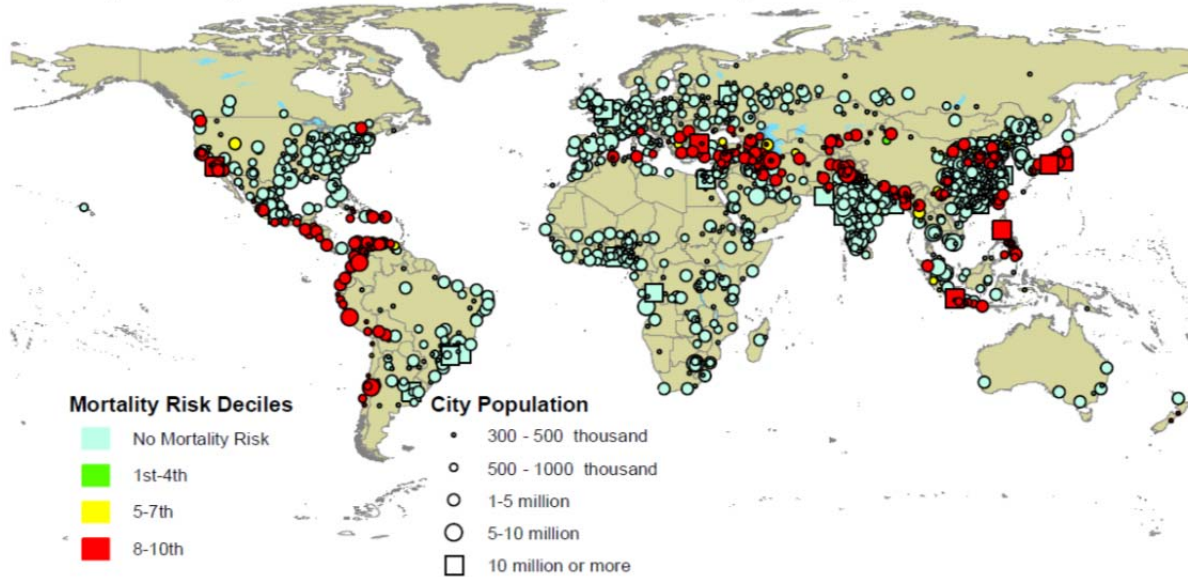 Mortality Risk Deciles
No Mortality Risk
1st-4th
5-7th
8-10th
City Population
300 - 500 thousand
500 - 1000 thousand
1-5 million
5-10 million
10 million or more